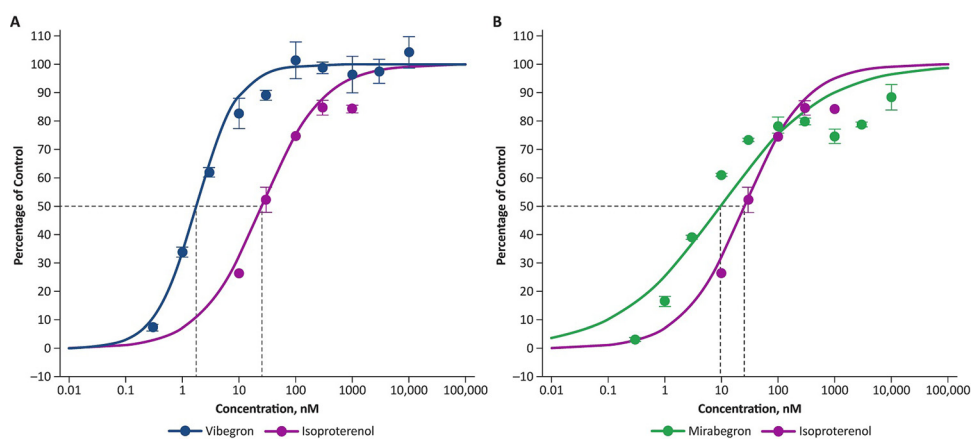 A
110
100
90
80
70
60
50
40
30
20
10
0
–10
Percentage of Control
0.01 0.1 1 10 100 1000 10,000 100,000
Concentration, nM
Vibegron Isoproterenol
B
110
100
90
80
70
60
50
40
30
20
10
0
–10
Percentage of Control
0.01 0.1 1 10 100 1000 10,000 100,000
Concentration, nM
Mirabegron Isoproterenol